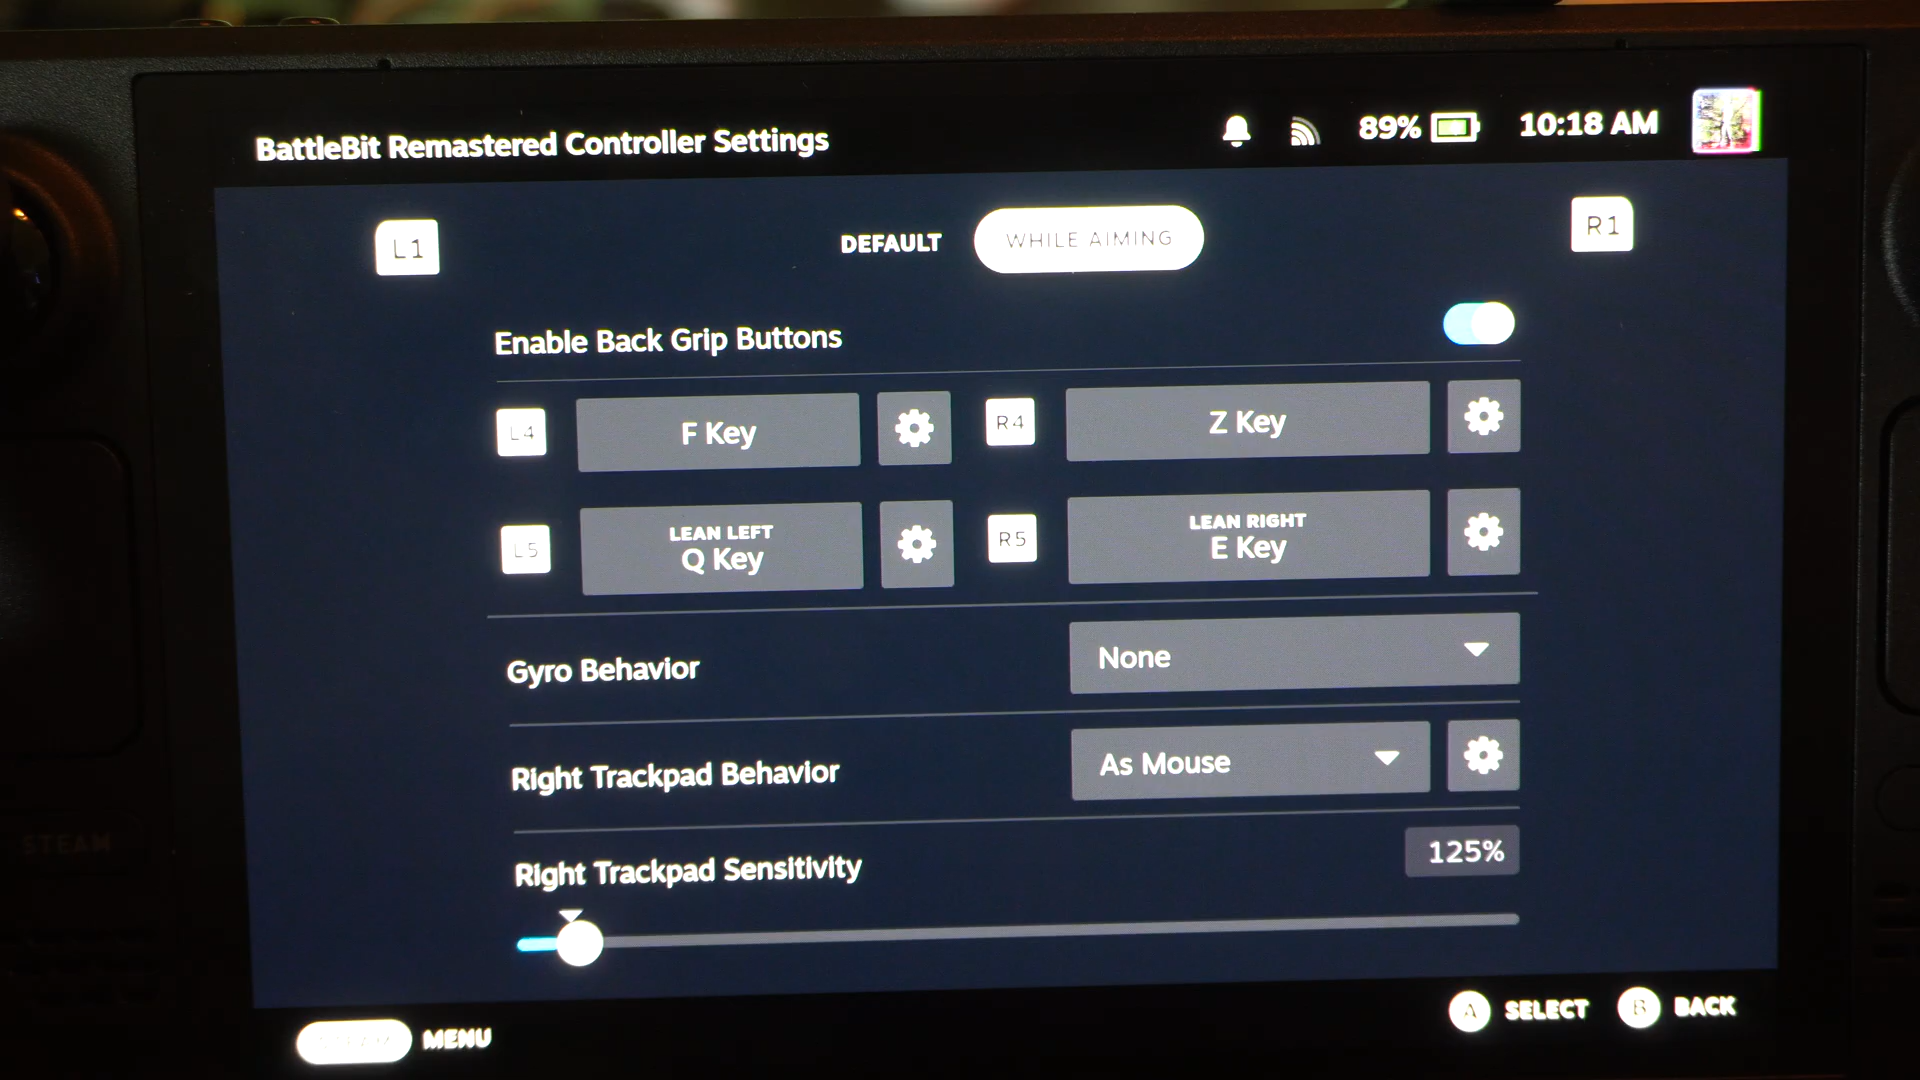 BattleBit Remastered Controller Settings
89%
10:18 AM
L1
DEFAULT
WHILE AIMING
R1
Enable Back Grip Buttons
L4
F Key
R4
Z Key
L5
LEAN LEFT
Q Key
R5
LEAN RIGHT
E Key
Gyro Behavior
None
Right Trackpad Behavior
As Mouse
STEAM
Right Trackpad Sensitivity
125%
STEAM
MENU
A
SELECT
B
BACK